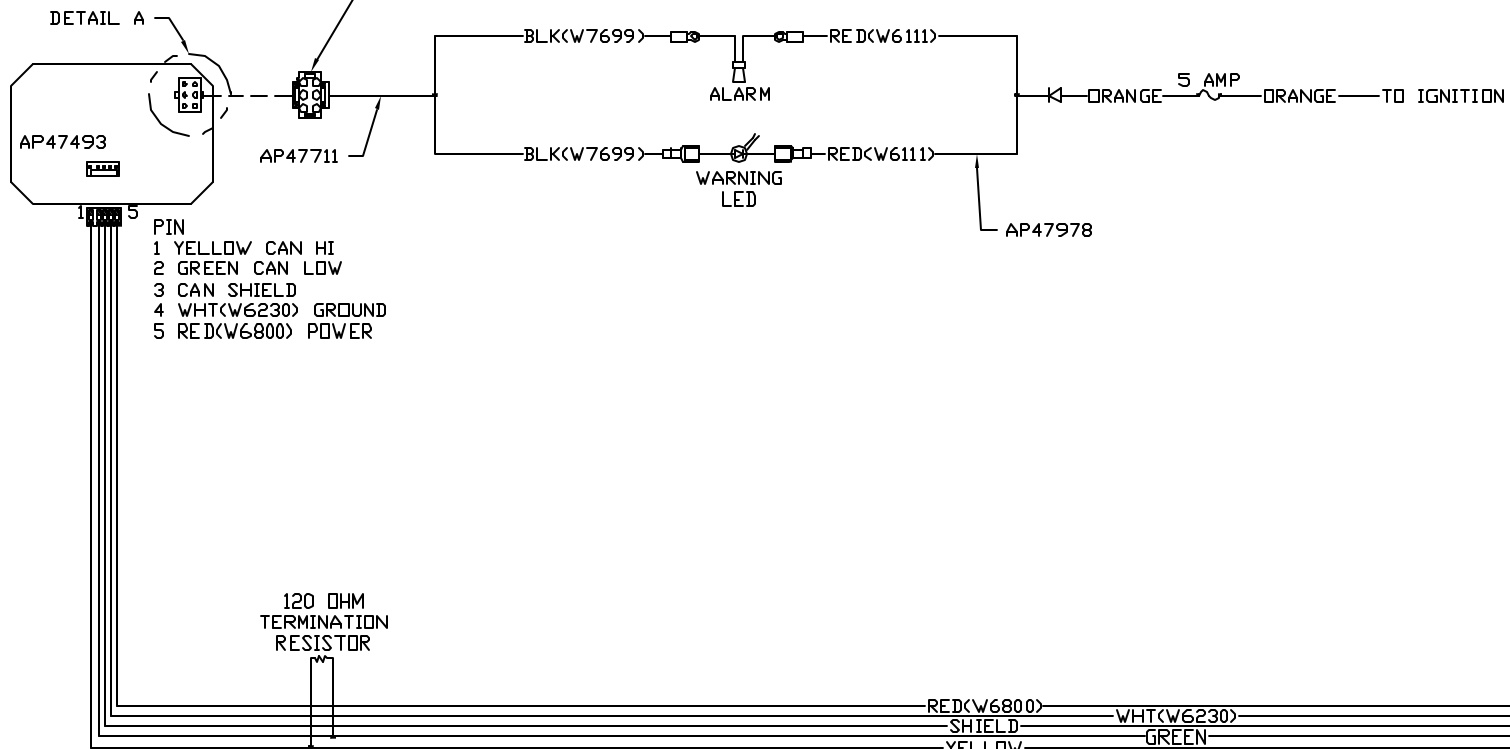 DETAIL A
BLK(W7699)
RED(W6111)
5 AMP
ALARM
ORANGE
ORANGE
TO IGNITION
AP47493
AP47711
BLK(W7699)
RED(W6111)
WARNING
LED
1
5
PIN
AP47978
1 YELLOW CAN HI
2 GREEN CAN LOW
3 CAN SHIELD
4 WHT(W6230) GROUND
5 RED(W6800) POWER
120 OHM
TERMINATION
RESISTOR
RED(W6800)
WHT(W6230)
SHIELD
GREEN
YELLOW